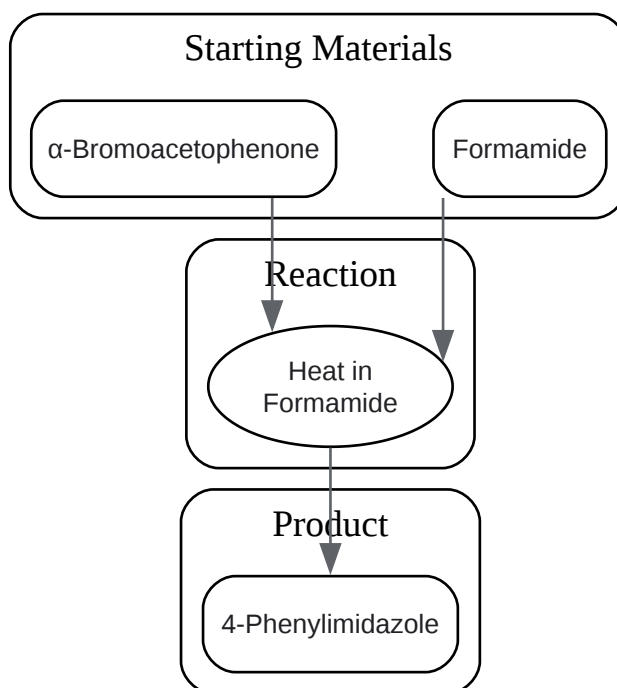 Starting Materials
α-Bromoacetophenone
Formamide
Reaction
Heat in
Formamide
Product
4-Phenylimidazole